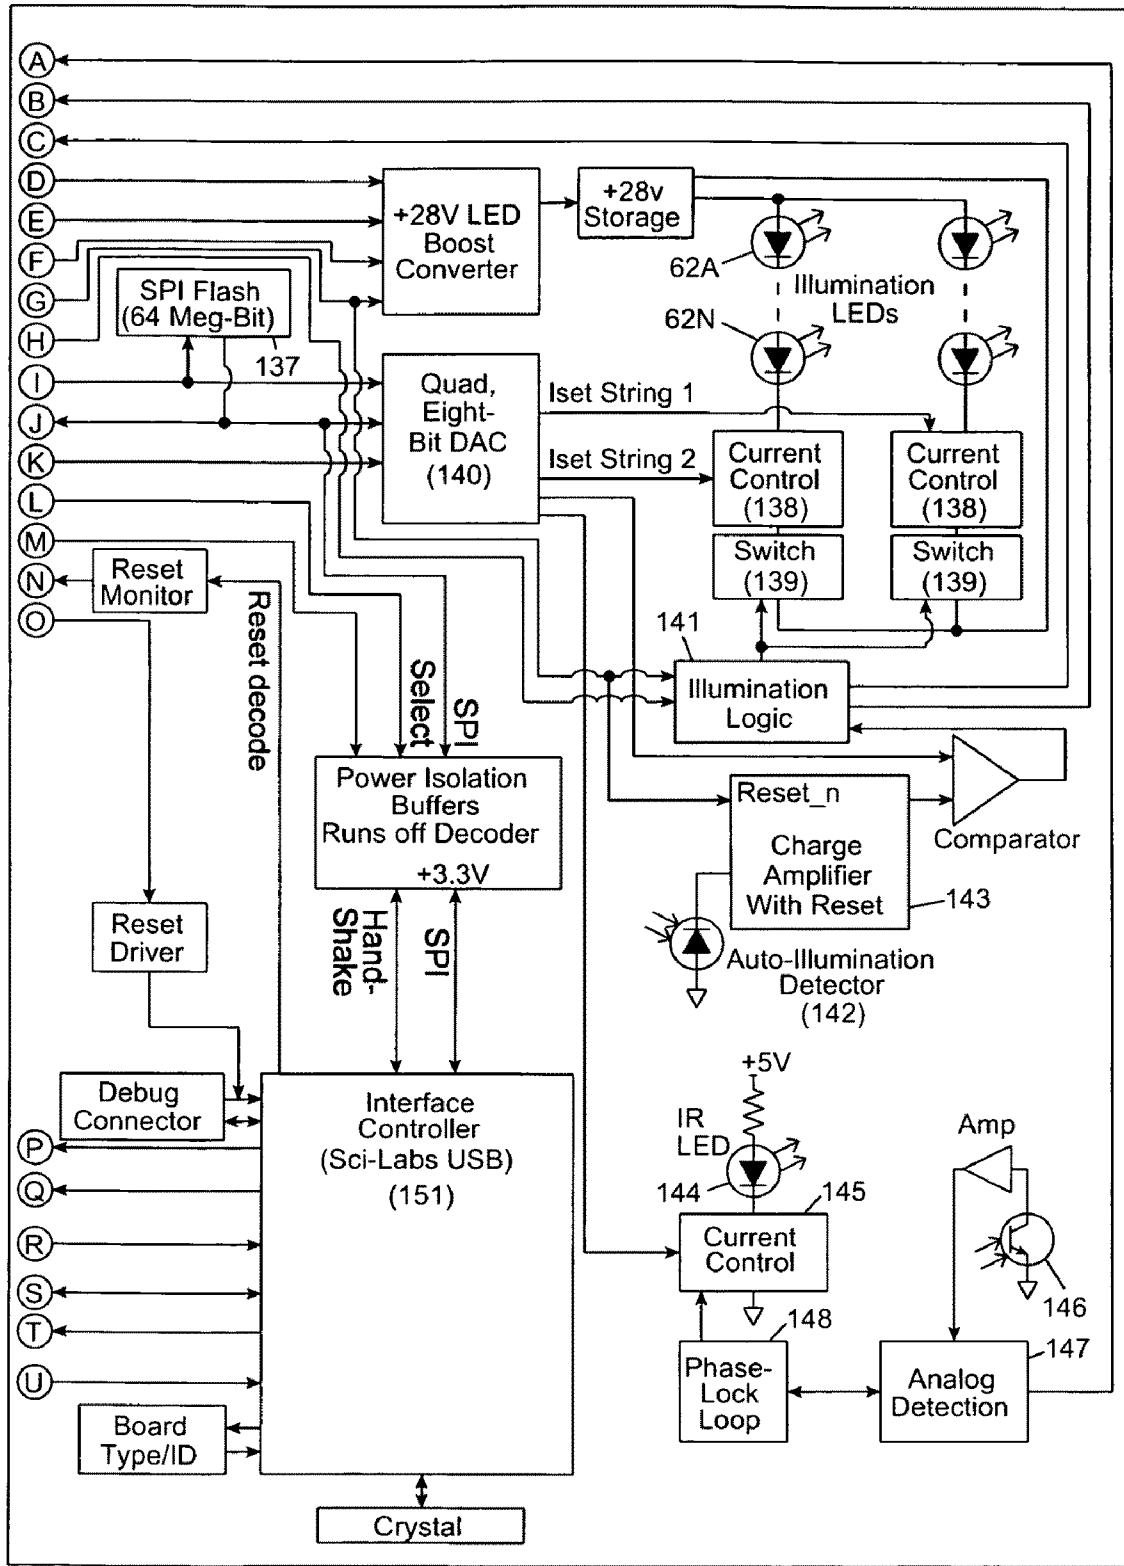 A
B
C
D
E
F
G
H
I
J
K
L
M
N
O
P
Q
R
S
T
U
+28V LED
Boost
Converter
+28v
Storage
62A
62N
Illumination
LEDs
SPI Flash
(64 Meg-Bit)
137
Quad,
Eight-
Bit DAC
(140)
Iset String 1
Iset String 2
Current
Control
(138)
Current
Control
(138)
Switch
(139)
Switch
(139)
Reset
Monitor
Reset decode
Select
SPI
141
Illumination
Logic
Power Isolation
Buffers
Runs off Decoder
+3.3V
Reset_n
Charge
Amplifier
With Reset
143
Comparator
Reset
Driver
Hand-
Shake
SPI
Auto-Illumination
Detector
(142)
Debug
Connector
Interface
Controller
(Sci-Labs USB)
(151)
+5V
IR
LED
144
145
Current
Control
Amp
146
148
Phase-
Lock
Loop
147
Analog
Detection
Board
Type/ID
Crystal